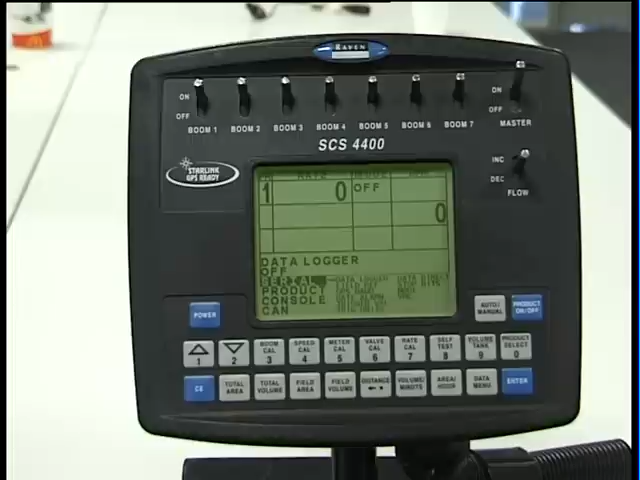 RAVEN
ON
OFF
BOOM 1 BOOM 2 BOOM 3 BOOM 4 BOOM 5 BOOM 6 BOOM 7
ON
OFF
MASTER
SCS 4400
STARLINK
GPS READY
INC
DEC
FLOW
1 0 OFF
0
DATA LOGGER
OFF
SERIAL DATA LOGGER DATA DIRECT
PRODUCT
CONSOLE
CAN
POWER
AUTO/ MANUAL
PRODUCT ON/OFF
1 2 BOOM CAL 3 SPEED CAL 4 METER CAL 5 VALVE CAL 6 RATE CAL 7 SELF TEST 8 VOLUME TANK 9 PRODUCT SELECT 0
CE TOTAL AREA TOTAL VOLUME FIELD AREA FIELD VOLUME DISTANCE VOLUME/ MINUTE AREA/ HOUR DATA MENU ENTER